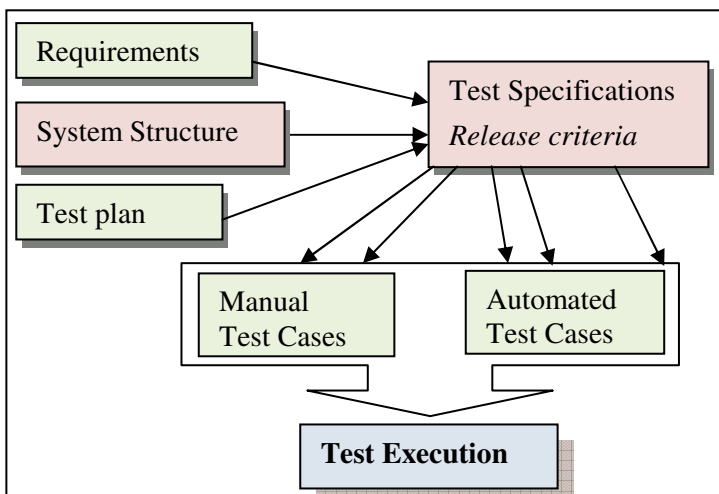 Requirements
System Structure
Test plan
Test Specifications
Release criteria
Manual
Test Cases
Automated
Test Cases
Test Execution